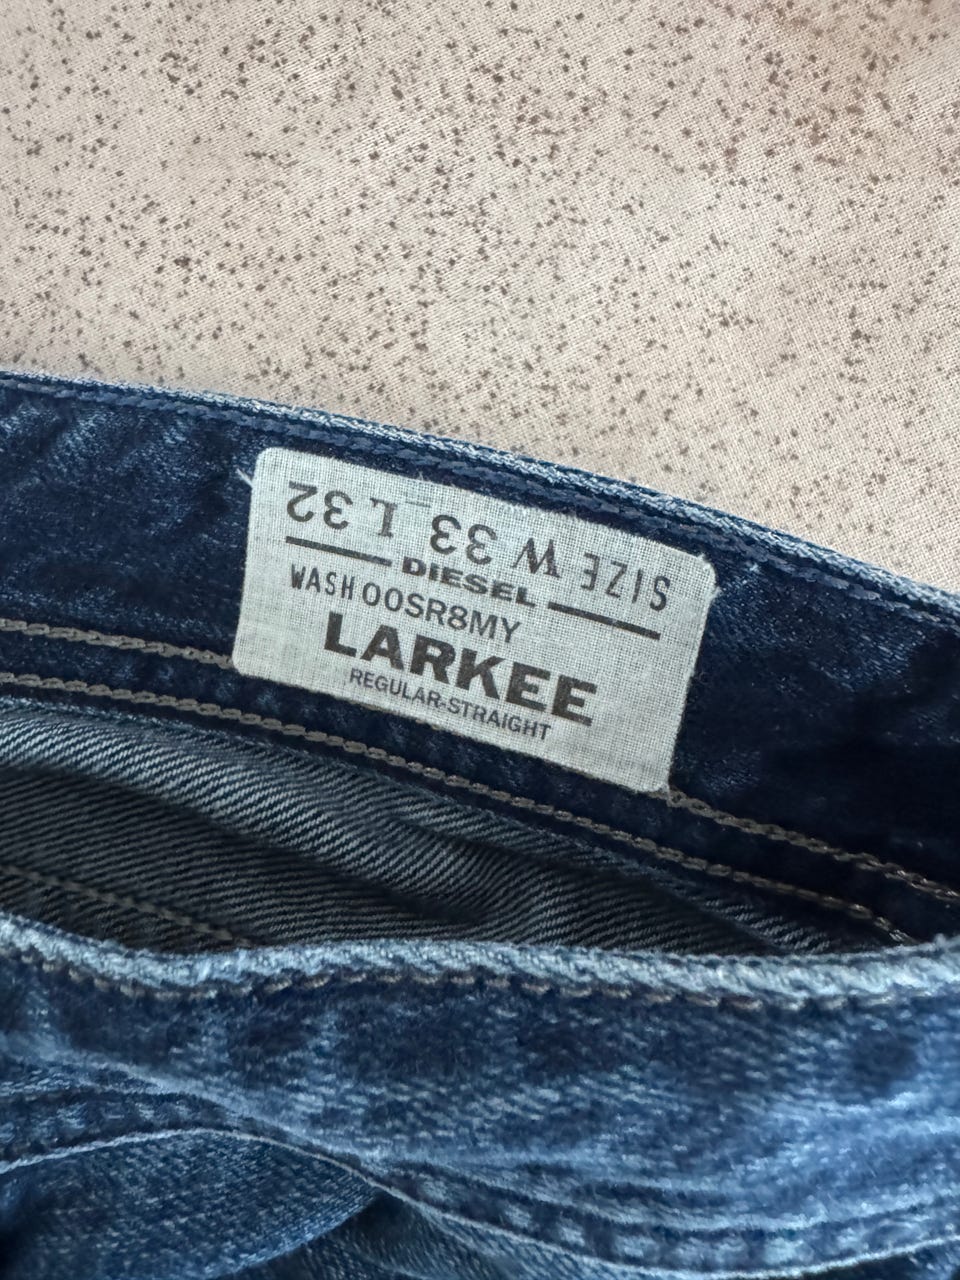 SIZE W 33 L 32
DIESEL
WASH 00SR8MY
LARKEE
REGULAR-STRAIGHT